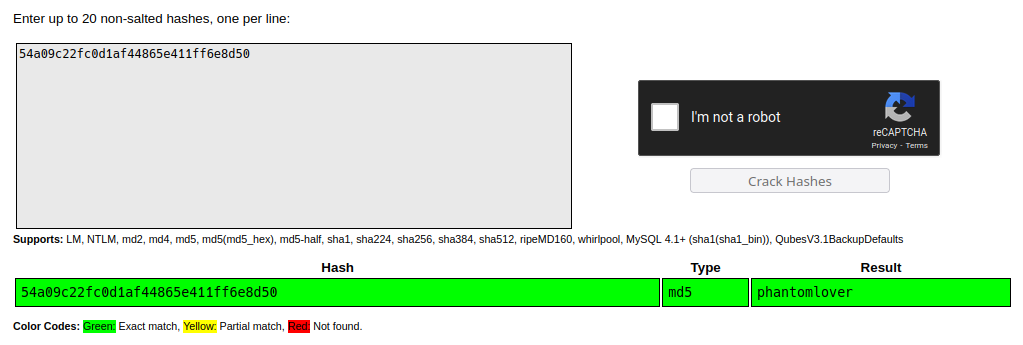 Enter up to 20 non-salted hashes, one per line:
54a09c22fc0d1af44865e411ff6e8d50
I'm not a robot
reCAPTCHA
Privacy - Terms
Crack Hashes
Supports: LM, NTLM, md2, md4, md5, md5(md5_hex), md5-half, sha1, sha224, sha256, sha384, sha512, ripeMD160, whirlpool, MySQL 4.1+ (sha1(sha1_bin)), QubesV3.1BackupDefaults
Hash Type Result
54a09c22fc0d1af44865e411ff6e8d50 md5 phantomlover
Color Codes: Green: Exact match, Yellow: Partial match, Red: Not found.